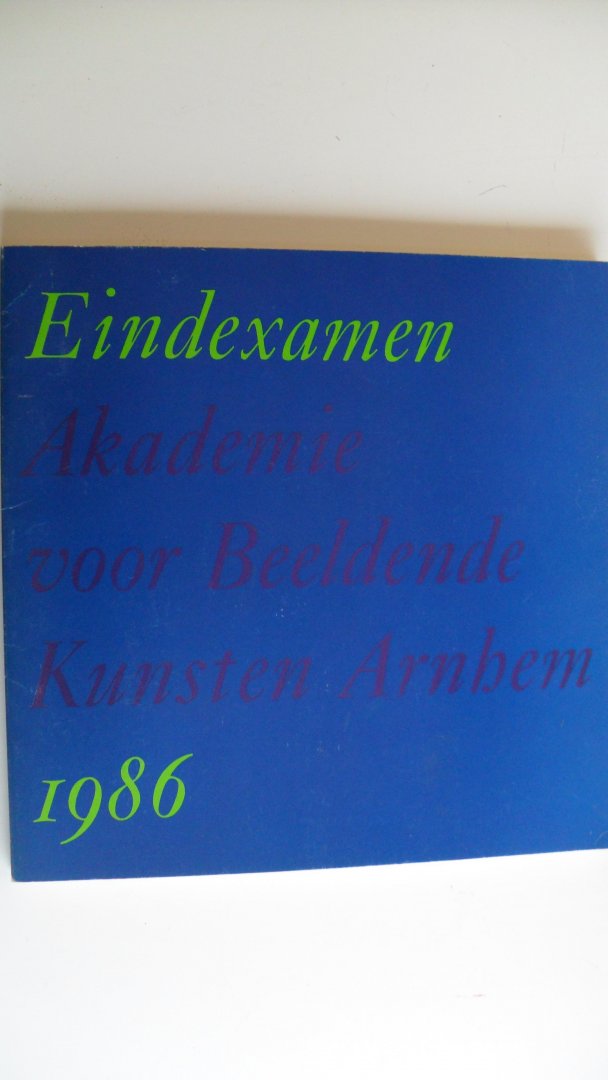 Eindexamen
Akademie
voor Beeldende
Kunsten Arnhem
1986